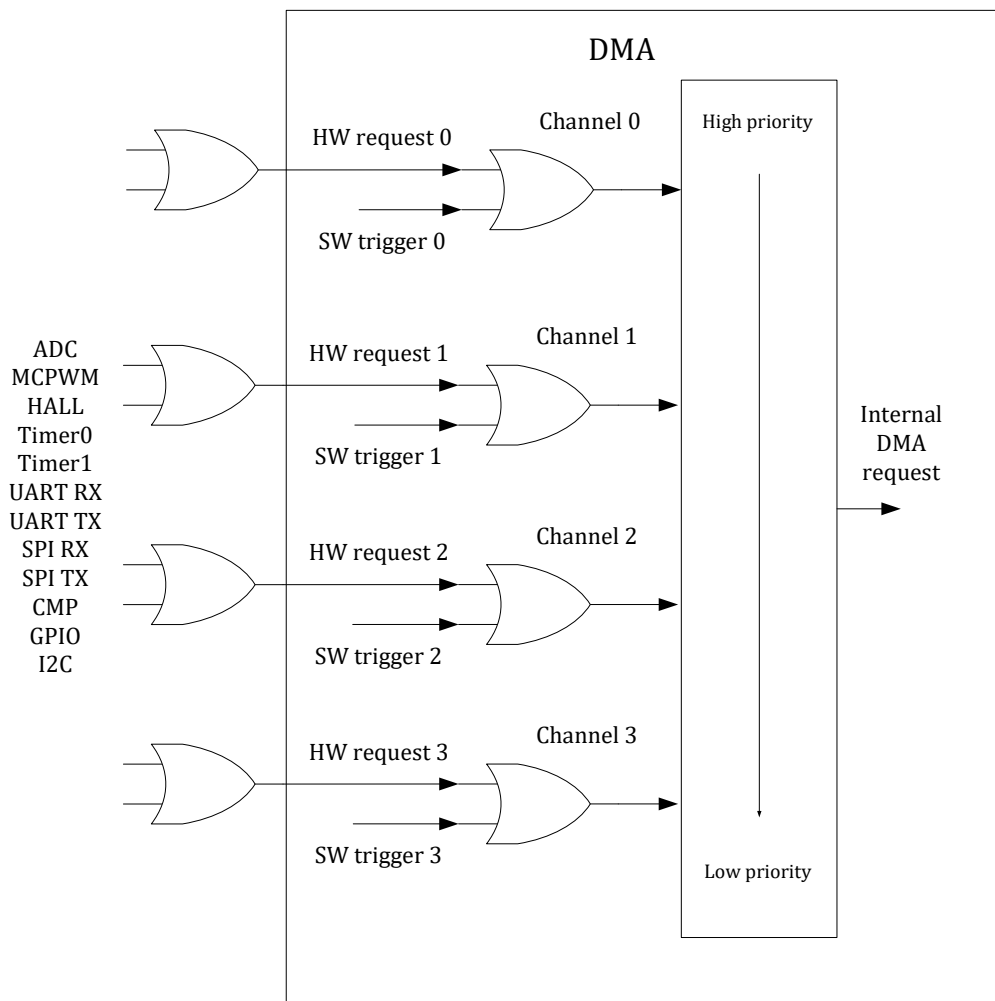 DMA
HW request 0
Channel 0
High priority
SW trigger 0
ADC
MCPWM
HALL
Timer0
Timer1
UART RX
UART TX
SPI RX
SPI TX
CMP
GPIO
I2C
HW request 1
Channel 1
SW trigger 1
Internal
DMA
request
HW request 2
Channel 2
SW trigger 2
HW request 3
Channel 3
SW trigger 3
Low priority